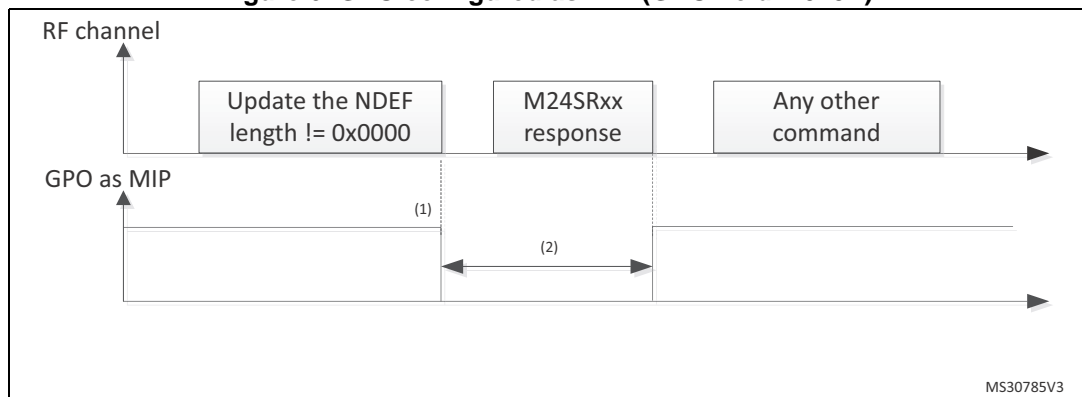 RF channel
Update the NDEF
length != 0x0000
M24SRxx
response
Any other
command
GPO as MIP
(1)
(2)
MS30785V3